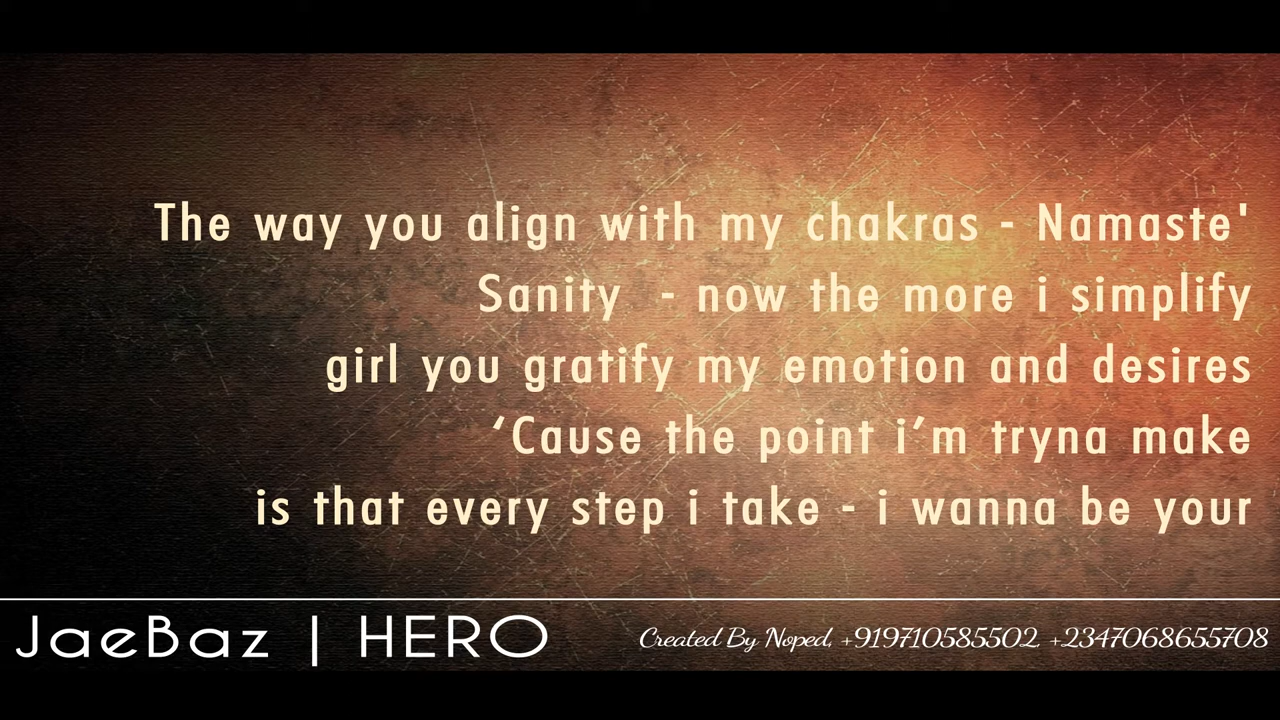 The way you align with my chakras - Namaste'
Sanity - now the more i simplify
girl you gratify my emotion and desires
‘Cause the point i’m tryna make
is that every step i take - i wanna be your
JaeBaz | HERO
Created By Noped, +919710585502, +2347068655708